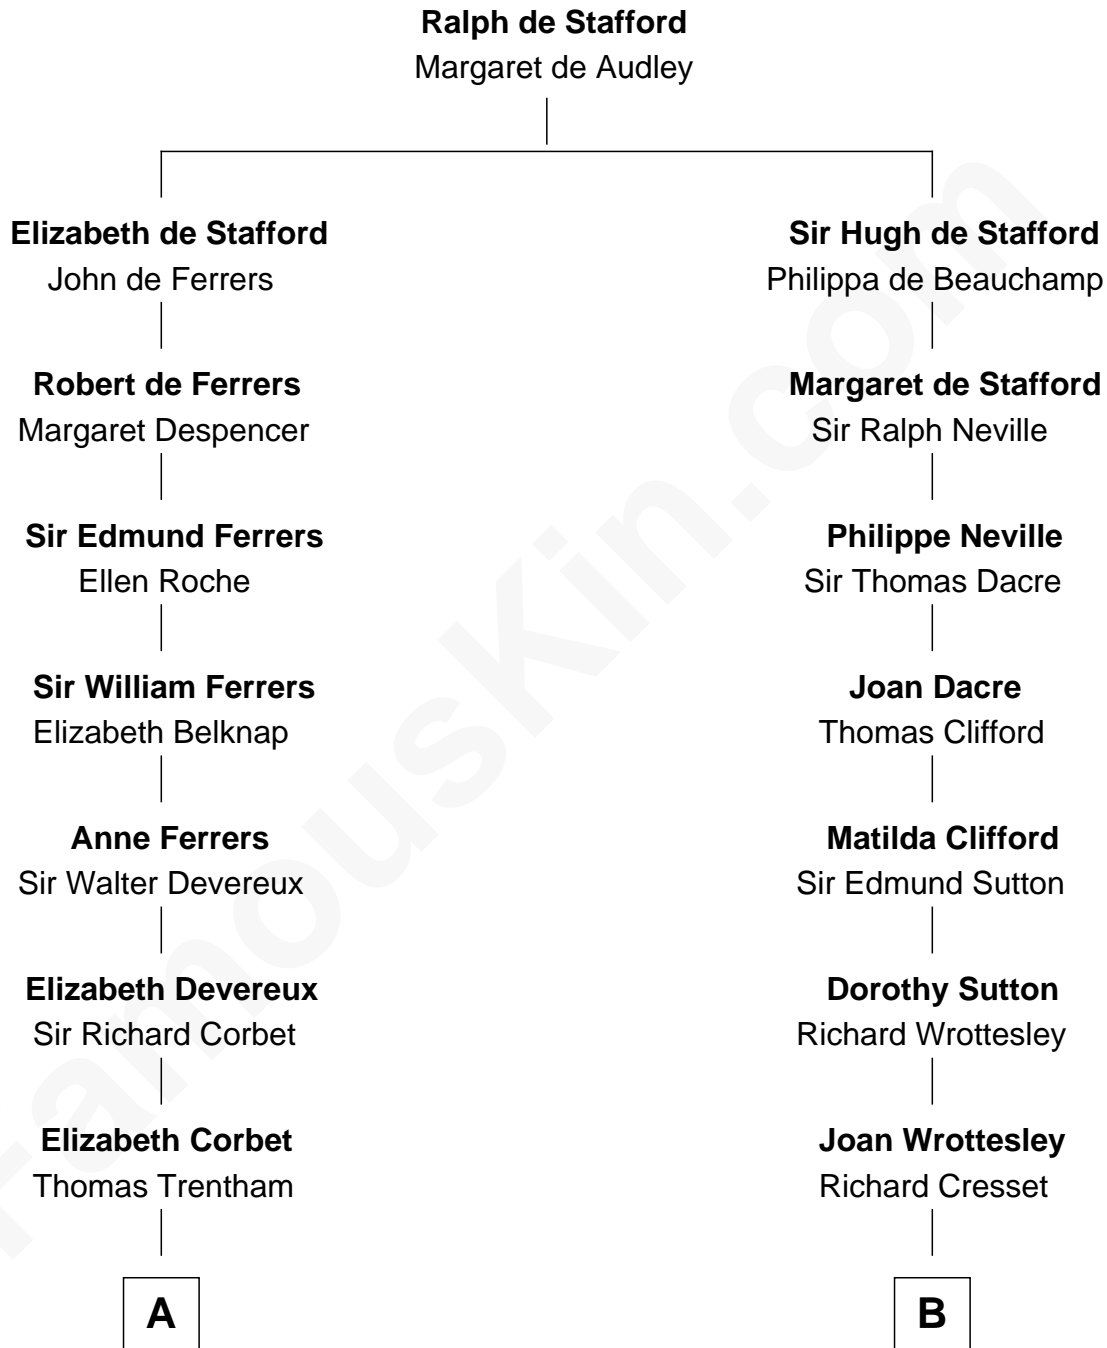 Ralph de Stafford
Margaret de Audley
Elizabeth de Stafford
John de Ferrers
Sir Hugh de Stafford
Philippa de Beauchamp
Robert de Ferrers
Margaret Despencer
Margaret de Stafford
Sir Ralph Neville
Sir Edmund Ferrers
Ellen Roche
Philippe Neville
Sir Thomas Dacre
Sir William Ferrers
Elizabeth Belknap
Joan Dacre
Thomas Clifford
Anne Ferrers
Sir Walter Devereux
Matilda Clifford
Sir Edmund Sutton
Elizabeth Devereux
Sir Richard Corbet
Dorothy Sutton
Richard Wrottesley
Elizabeth Corbet
Thomas Trentham
Joan Wrottesley
Richard Cresset
A
B
FamousKin.com